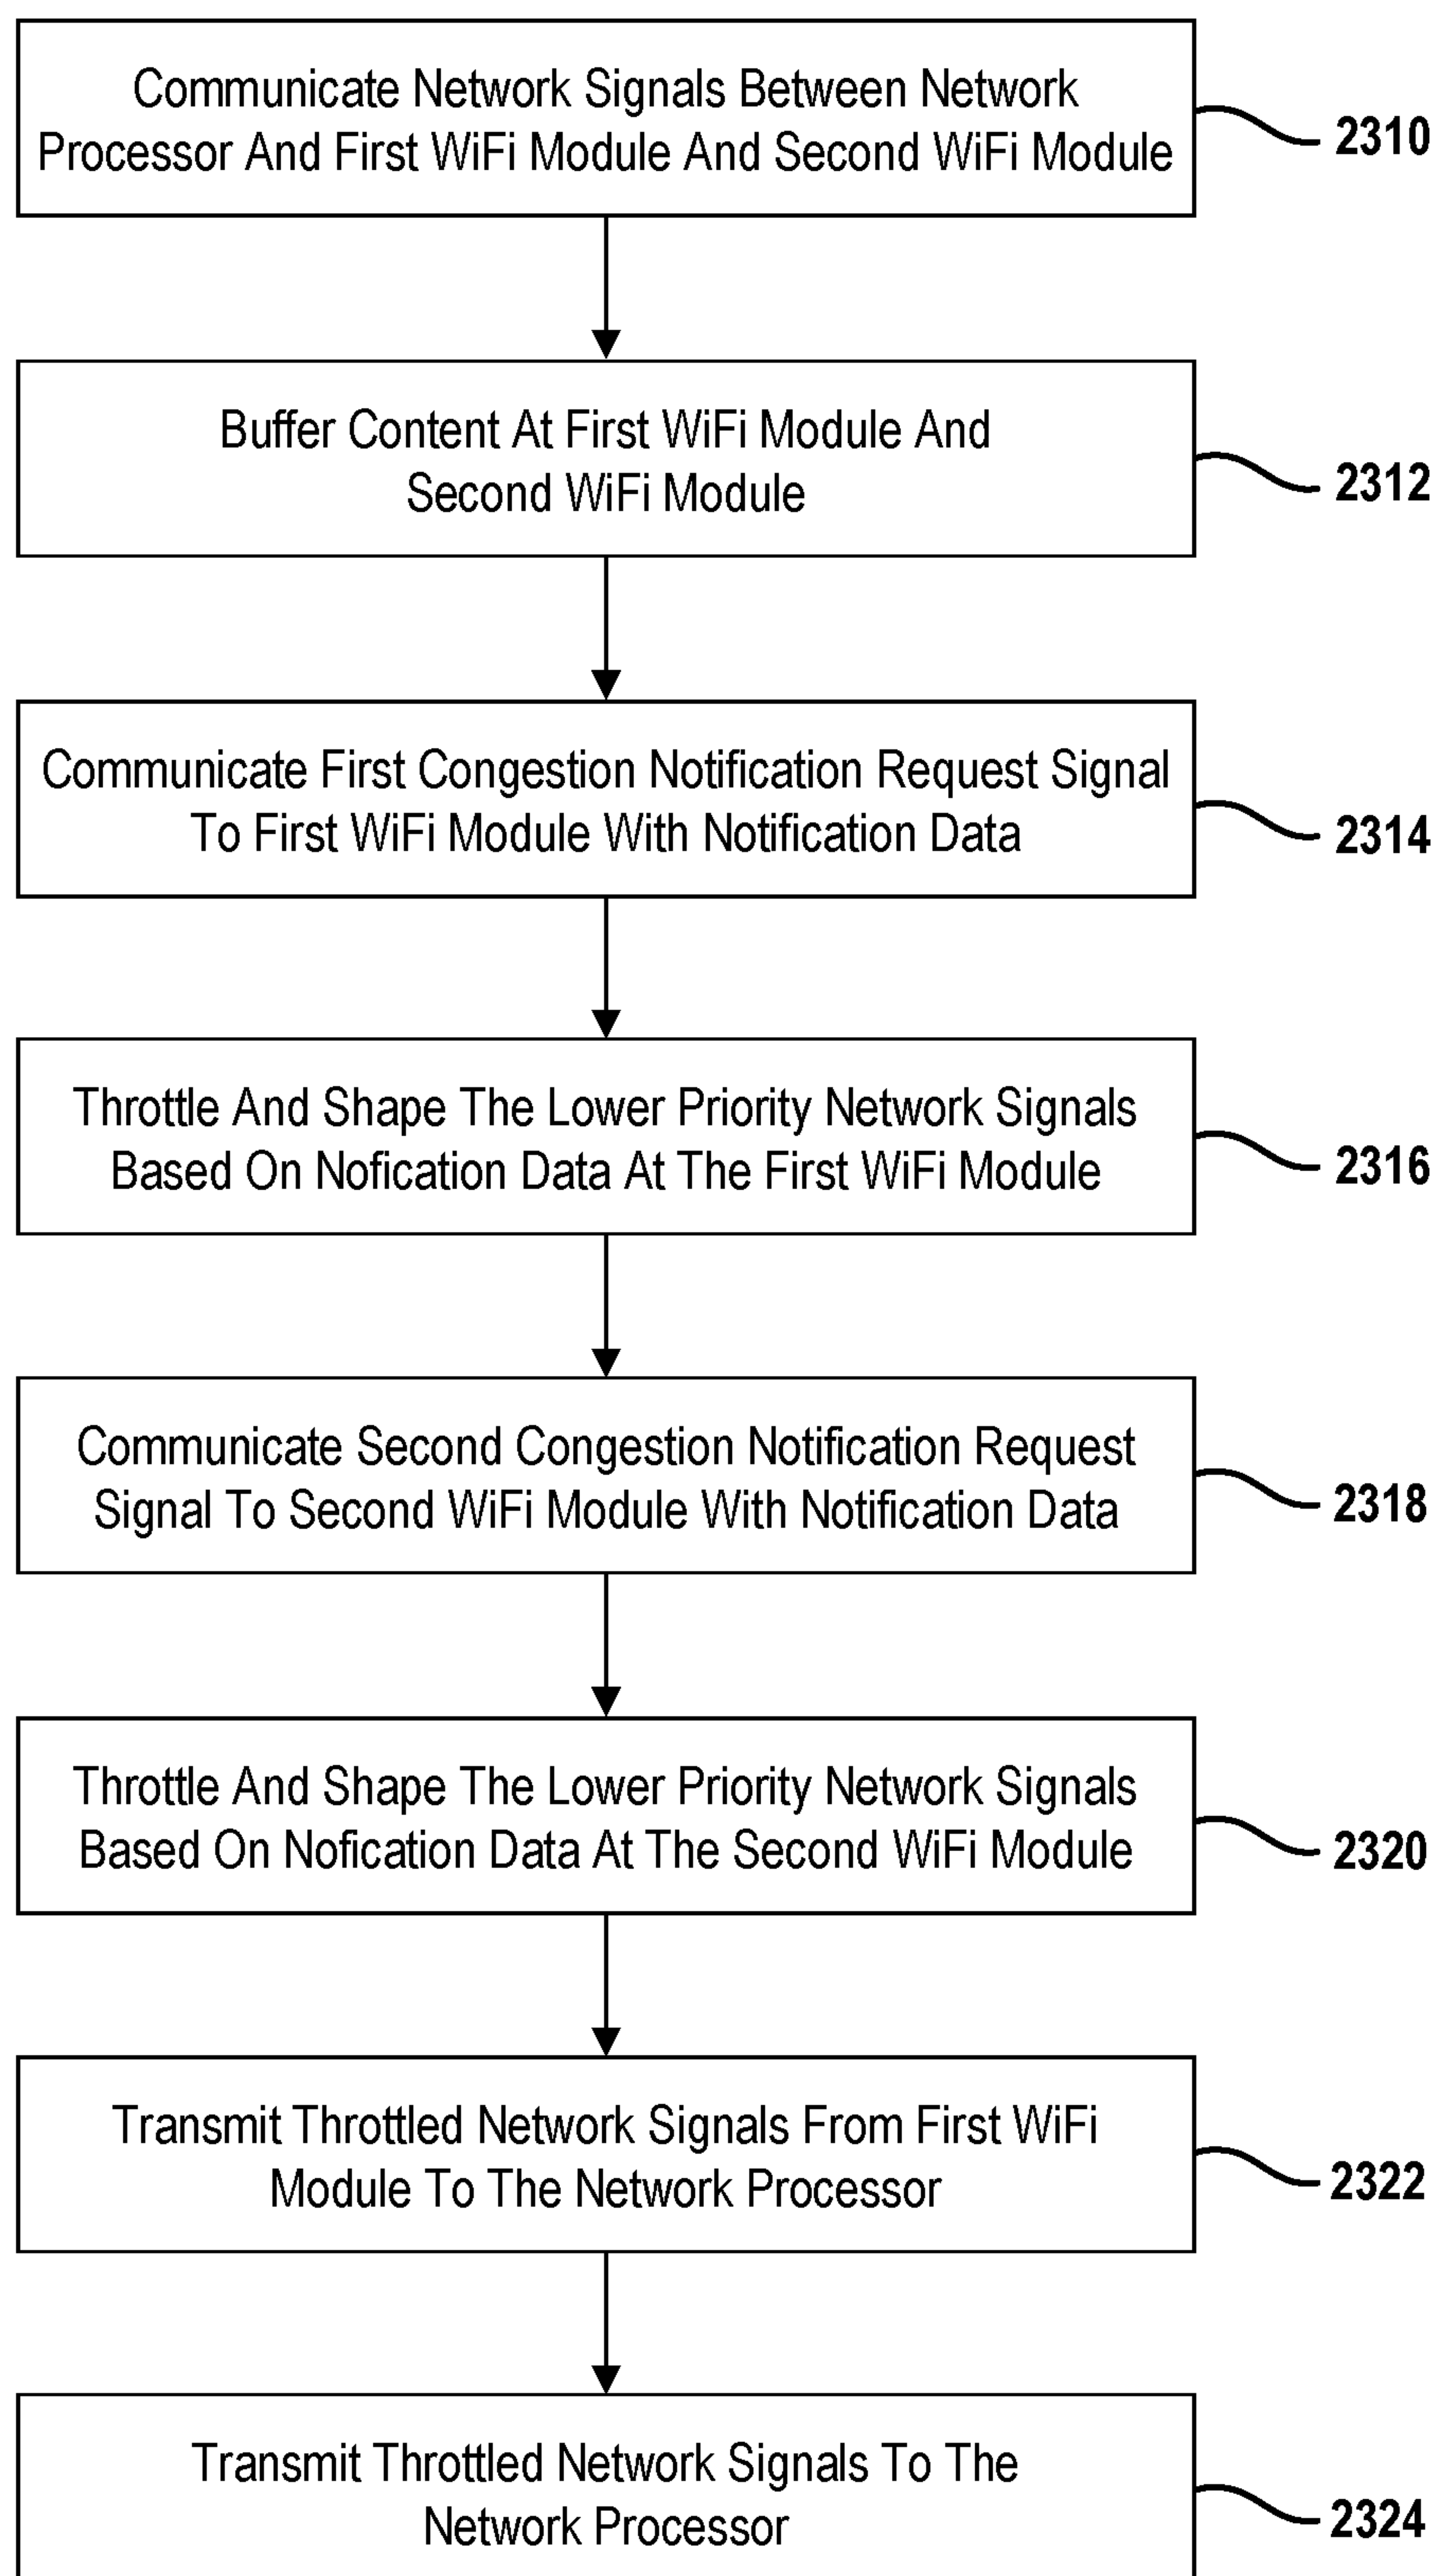 Communicate Network Signals Between Network
Processor And First WiFi Module And Second WiFi Module
2310
Buffer Content At First WiFi Module And
Second WiFi Module
2312
Communicate First Congestion Notification Request Signal
To First WiFi Module With Notification Data
2314
Throttle And Shape The Lower Priority Network Signals
Based On Nofication Data At The First WiFi Module
2316
Communicate Second Congestion Notification Request
Signal To Second WiFi Module With Notification Data
2318
Throttle And Shape The Lower Priority Network Signals
Based On Nofication Data At The Second WiFi Module
2320
Transmit Throttled Network Signals From First WiFi
Module To The Network Processor
2322
Transmit Throttled Network Signals To The
Network Processor
2324